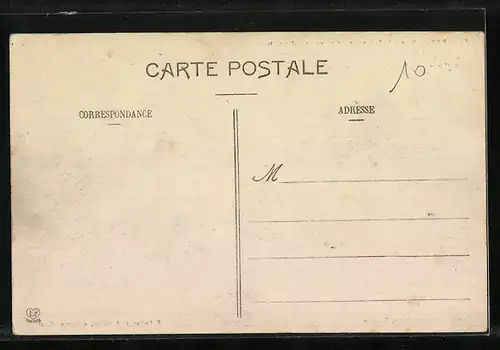 CARTE POSTALE
10
CORRESPONDANCE
ADRESSE
M